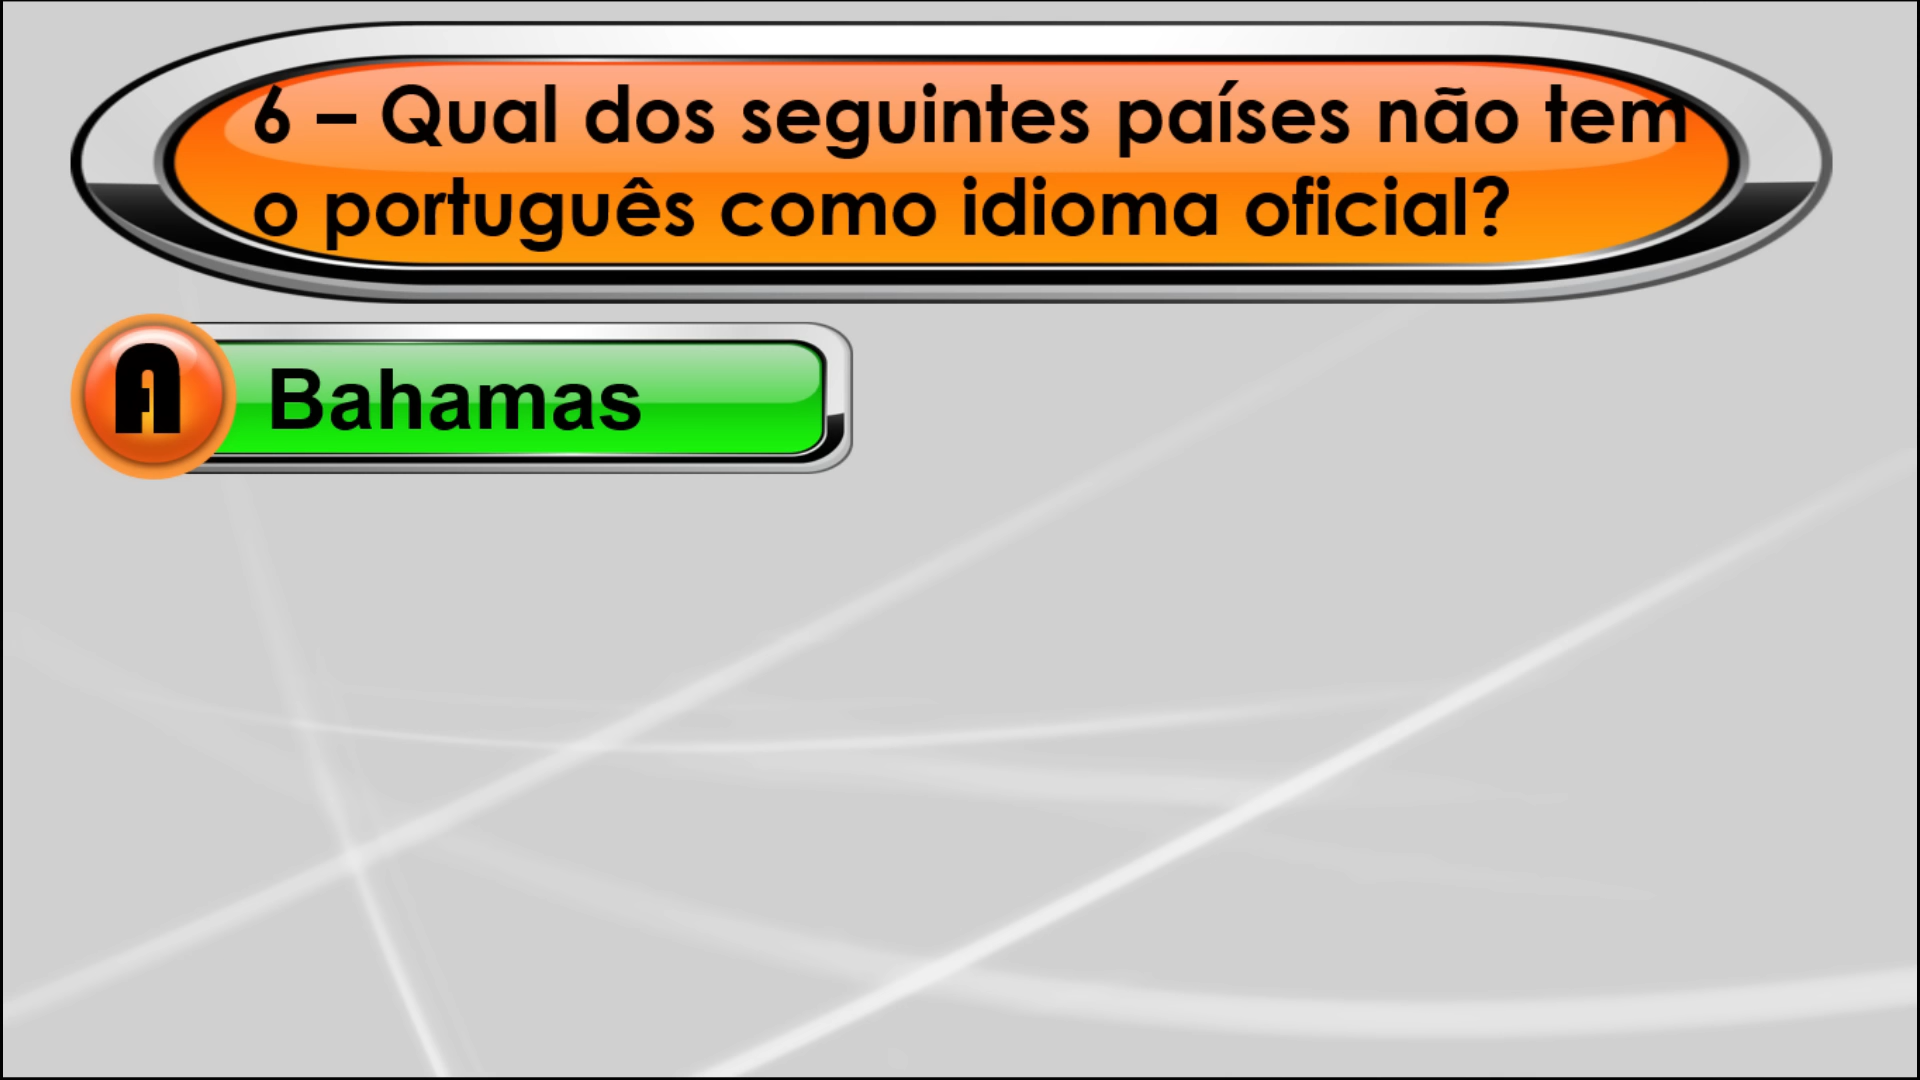 6 – Qual dos seguintes países não tem
o português como idioma oficial?
A Bahamas